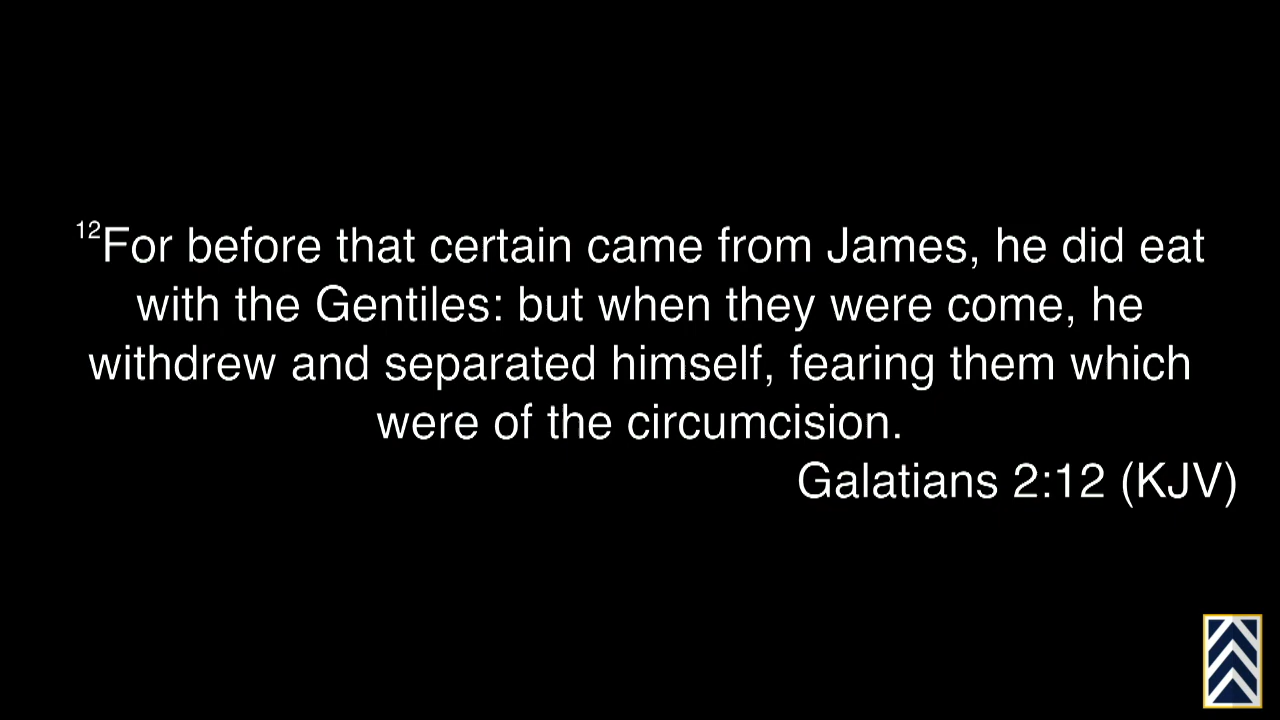 12For before that certain came from James, he did eat
with the Gentiles: but when they were come, he
withdrew and separated himself, fearing them which
were of the circumcision.
Galatians 2:12 (KJV)